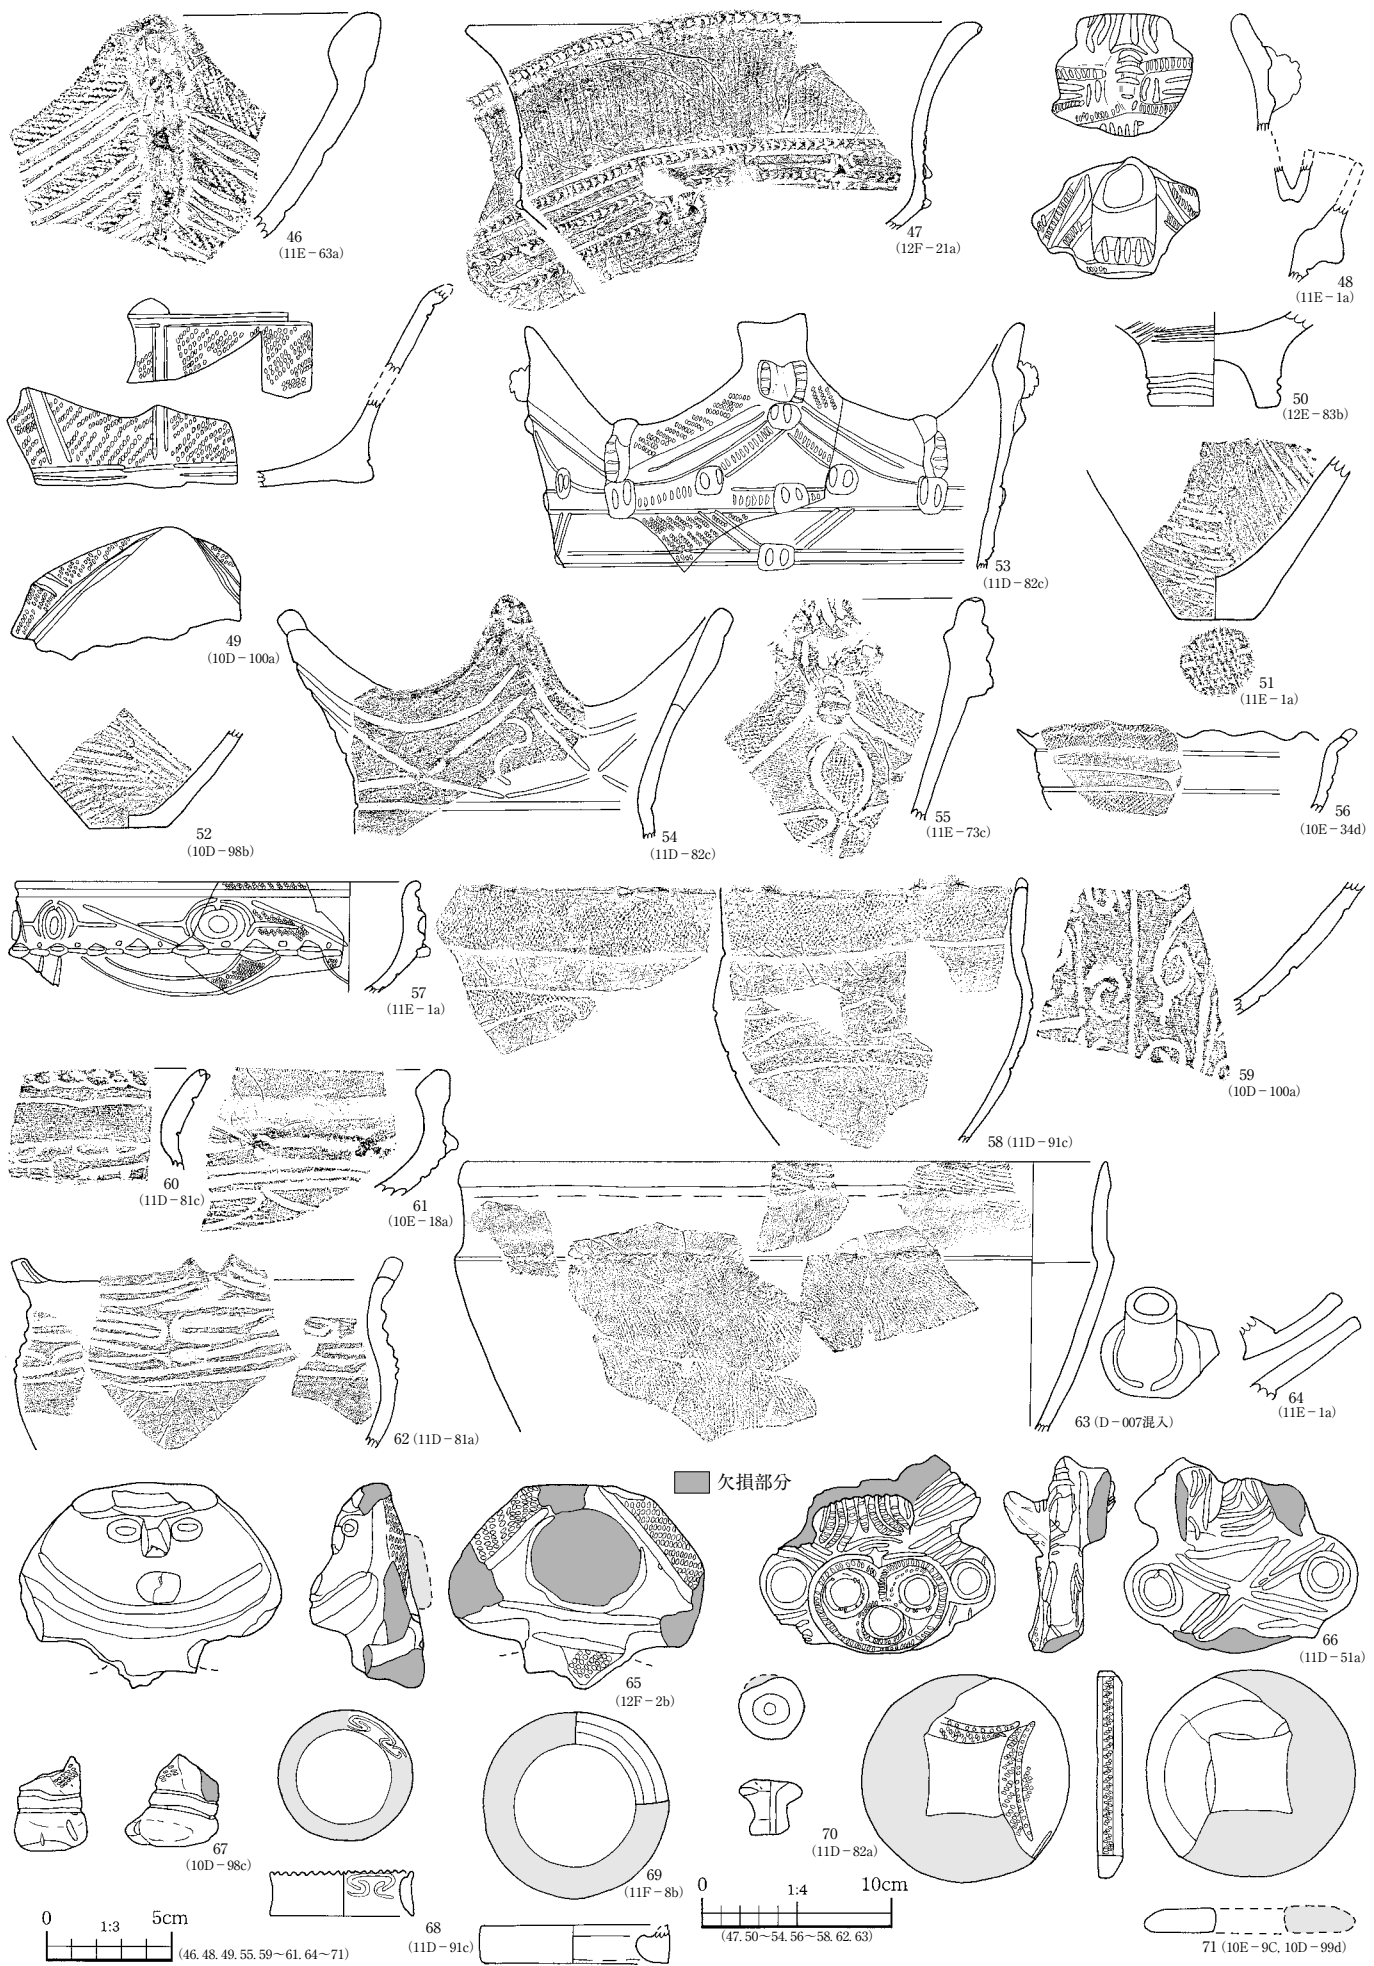 46
(11E－63a)
47
(12F－21a)
48
(11E－1a)
49
(10D－100a)
50
(12E－83b)
51
(11E－1a)
52
(10D－98b)
53
(11D－82c)
54
(11D－82c)
55
(11E－73c)
56
(10E－34d)
57
(11E－1a)
58 (11D－91c)
59
(10D－100a)
60
(11D－81c)
61
(10E－18a)
62 (11D－81a)
63 (D－007混入)
64
(11E－1a)
欠損部分
65
(12F－2b)
66
(11D－51a)
67
(10D－98c)
68
(11D－91c)
69
(11F－8b)
70
(11D－82a)
71 (10E－9C, 10D－99d)
0 1:3 5cm
(46. 48. 49. 55. 59～61. 64～71)
0 1:4 10cm
(47. 50～54. 56～58. 62. 63)